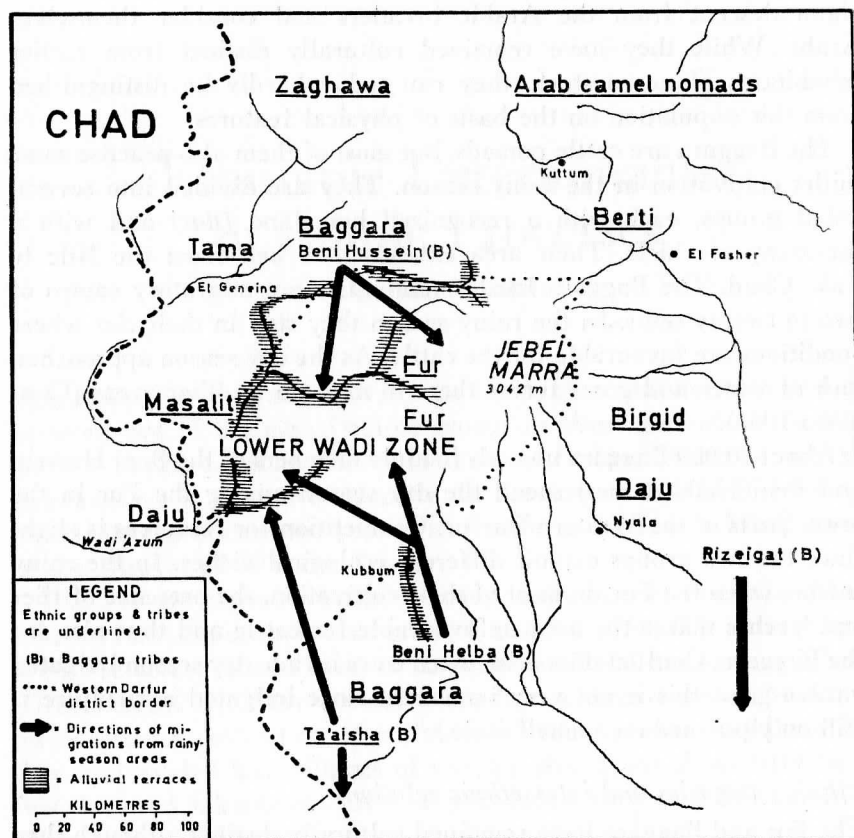 Zaghawa
Arab camel nomads
CHAD
Kuttum
Baggara
Berti
Tama
Beni Hussein (B)
El Fasher
El Geneina
JEBEL
MARRA
3042 m
Fur
Masalit
Fur
Birgid
LOWER WADI ZONE
Daju
Daju
Nyala
Wadi Azum
Rizeigat (B)
Kubum
Beni Helba (B)
Baggara
Ta'aisha (B)
LEGEND
Ethnic groups & tribes
are underlined.
(B) = Baggara tribe
= Western Darfur
district border
= Directions of mi-
grations from rainy-
season areas
= Alluvial terraces
KILOMETRES
0 20 40 60 80 100